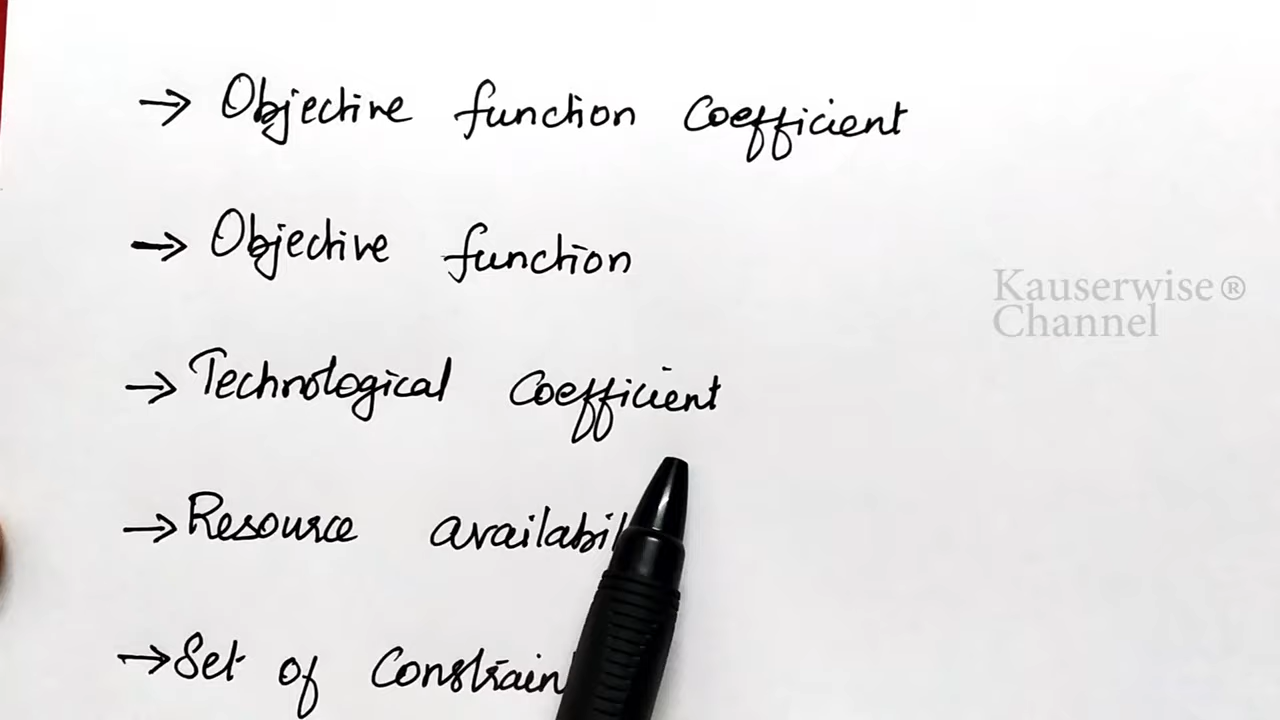 → Objective function Coefficient
→ Objective function
Kauserwise®
Channel
→ Technological Coefficient
→ Resource availabil
→ Set of Constrain